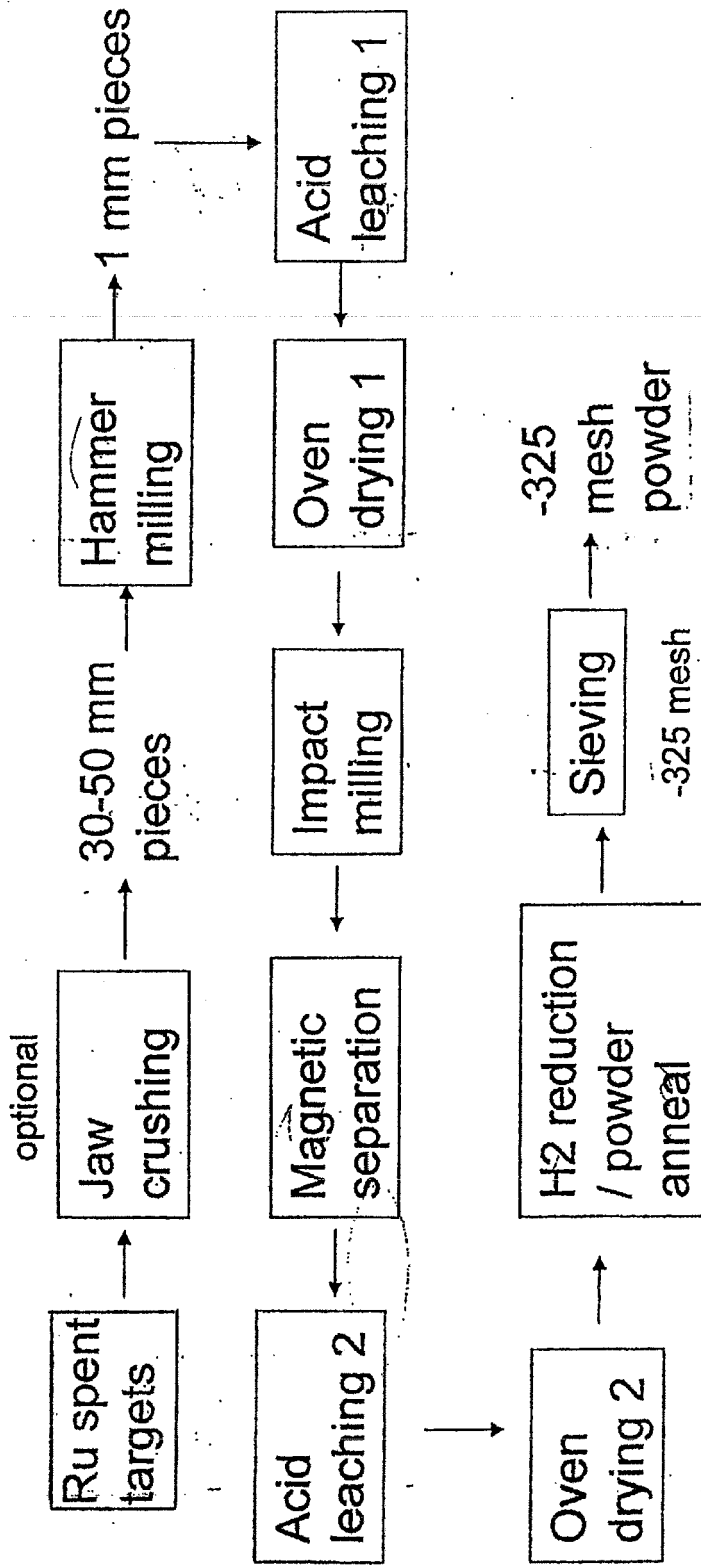 Ru spent
targets
optional
Jaw
crushing
30-50 mm
pieces
Hammer
milling
1 mm pieces
Acid
leaching 1
Oven
drying 1
Impact
milling
Magnetic
separation
Acid
leaching 2
Oven
drying 2
H2 reduction
/ powder
anneal
Sieving
-325 mesh
-325
mesh
powder